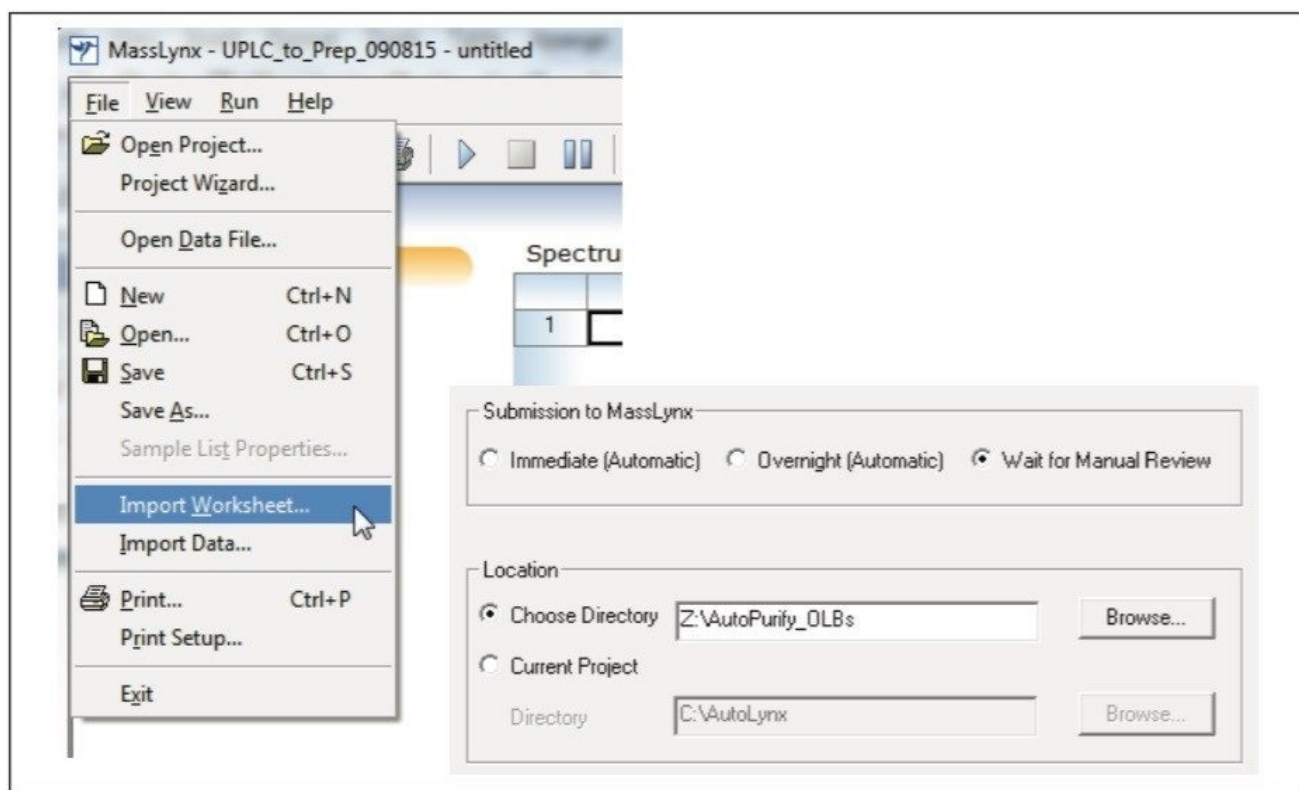 MassLynx - UPLC_to_Prep_090815 - untitled
File View Run Help
Open Project...
Project Wizard...
Open Data File...
New Ctrl+N
Open... Ctrl+O
Save Ctrl+S
Save As...
Sample List Properties...
Import Worksheet...
Import Data...
Print... Ctrl+P
Print Setup...
Exit
Spectru
1
Submission to MassLynx
Immediate (Automatic) Overnight (Automatic) Wait for Manual Review
Location
Choose Directory Z:\AutoPurify_OLBs Browse...
Current Project
Directory C:\AutoLynx Browse...